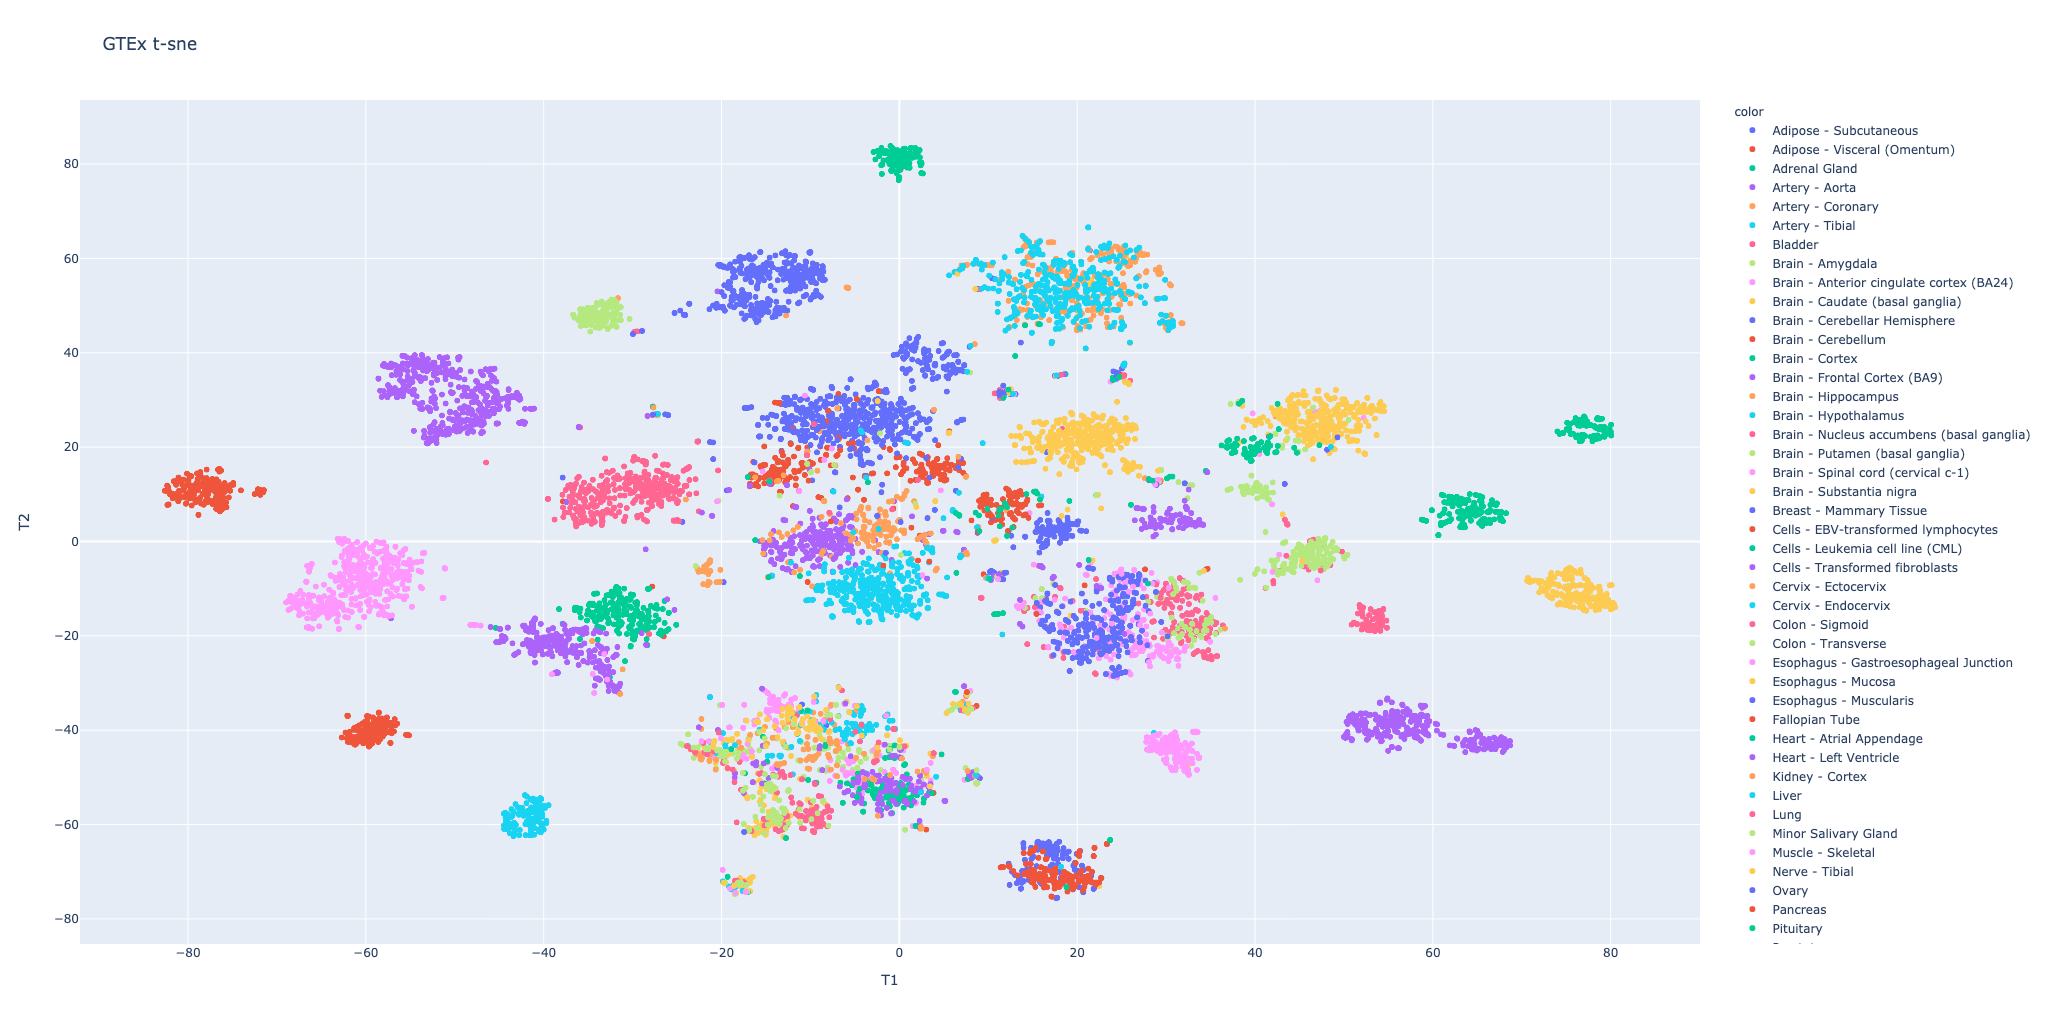 GTEx t-sne
T2
80
60
40
20
0
−20
−40
−60
−80
−80
−60
−40
−20
0
20
40
60
80
T1
color
Adipose - Subcutaneous
Adipose - Visceral (Omentum)
Adrenal Gland
Artery - Aorta
Artery - Coronary
Artery - Tibial
Bladder
Brain - Amygdala
Brain - Anterior cingulate cortex (BA24)
Brain - Caudate (basal ganglia)
Brain - Cerebellar Hemisphere
Brain - Cerebellum
Brain - Cortex
Brain - Frontal Cortex (BA9)
Brain - Hippocampus
Brain - Hypothalamus
Brain - Nucleus accumbens (basal ganglia)
Brain - Putamen (basal ganglia)
Brain - Spinal cord (cervical c-1)
Brain - Substantia nigra
Breast - Mammary Tissue
Cells - EBV-transformed lymphocytes
Cells - Leukemia cell line (CML)
Cells - Transformed fibroblasts
Cervix - Ectocervix
Cervix - Endocervix
Colon - Sigmoid
Colon - Transverse
Esophagus - Gastroesophageal Junction
Esophagus - Mucosa
Esophagus - Muscularis
Fallopian Tube
Heart - Atrial Appendage
Heart - Left Ventricle
Kidney - Cortex
Liver
Lung
Minor Salivary Gland
Muscle - Skeletal
Nerve - Tibial
Ovary
Pancreas
Pituitary